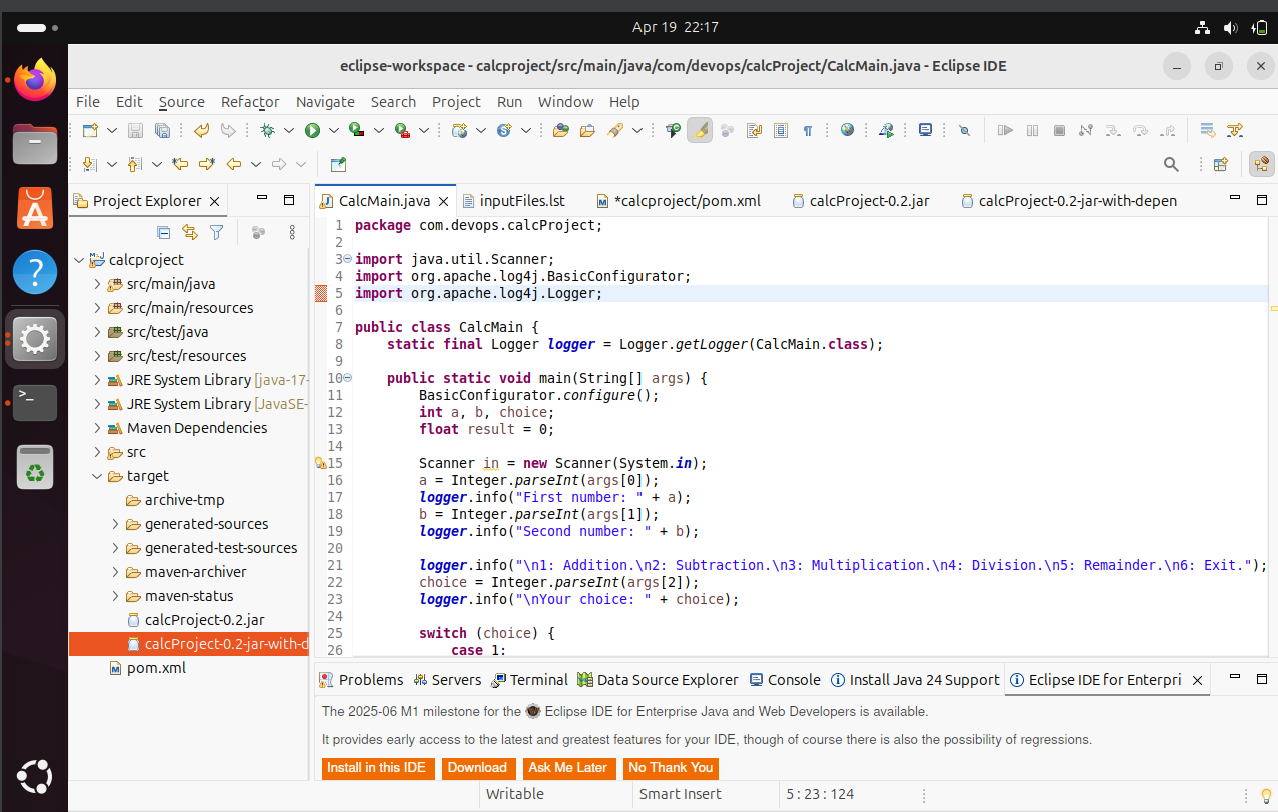 Apr 19 22:17
eclipse-workspace - calcproject/src/main/java/com/devops/calcProject/CalcMain.java - Eclipse IDE
File Edit Source Refactor Navigate Search Project Run Window Help
Project Explorer
calcproject
src/main/java
src/main/resources
src/test/java
src/test/resources
JRE System Library [java-17-
JRE System Library [JavaSE-
Maven Dependencies
src
target
archive-tmp
generated-sources
generated-test-sources
maven-archiver
maven-status
calcProject-0.2.jar
calcProject-0.2-jar-with-d
pom.xml
CalcMain.java inputFiles.lst *calcproject/pom.xml calcProject-0.2.jar calcProject-0.2-jar-with-depen
1 package com.devops.calcProject;
2
3 import java.util.Scanner;
4 import org.apache.log4j.BasicConfigurator;
5 import org.apache.log4j.Logger;
6
7 public class CalcMain {
8 static final Logger logger = Logger.getLogger(CalcMain.class);
9
10 public static void main(String[] args) {
11 BasicConfigurator.configure();
12 int a, b, choice;
13 float result = 0;
14
15 Scanner in = new Scanner(System.in);
16 a = Integer.parseInt(args[0]);
17 logger.info("First number: " + a);
18 b = Integer.parseInt(args[1]);
19 logger.info("Second number: " + b);
20
21 logger.info("\n1: Addition.\n2: Subtraction.\n3: Multiplication.\n4: Division.\n5: Remainder.\n6: Exit.");
22 choice = Integer.parseInt(args[2]);
23 logger.info("\nYour choice: " + choice);
24
25 switch (choice) {
26 case 1:
Problems Servers Terminal Data Source Explorer Console Install Java 24 Support Eclipse IDE for Enterpri
The 2025-06 M1 milestone for the Eclipse IDE for Enterprise Java and Web Developers is available.
It provides early access to the latest and greatest features for your IDE, though of course there is also the possibility of regressions.
Install in this IDE Download Ask Me Later No Thank You
Writable Smart Insert 5 : 23 : 124